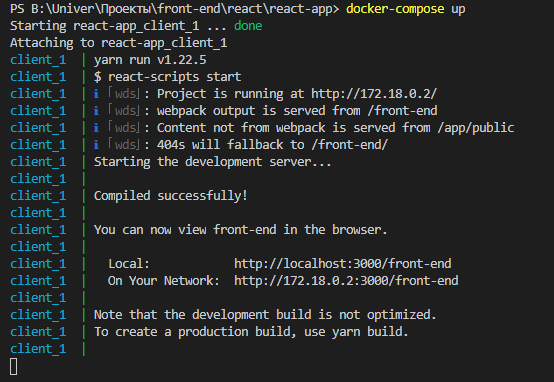 PS B:\Univer\Проекты\front-end\react\react-app> docker-compose up
Starting react-app_client_1 ... done
Attaching to react-app_client_1
client_1  | yarn run v1.22.5
client_1  | $ react-scripts start
client_1  | ℹ ｢wds｣: Project is running at http://172.18.0.2/
client_1  | ℹ ｢wds｣: webpack output is served from /front-end
client_1  | ℹ ｢wds｣: Content not from webpack is served from /app/public
client_1  | ℹ ｢wds｣: 404s will fallback to /front-end/
client_1  | Starting the development server...
client_1  |
client_1  | Compiled successfully!
client_1  |
client_1  | You can now view front-end in the browser.
client_1  |
client_1  |   Local:            http://localhost:3000/front-end
client_1  |   On Your Network:  http://172.18.0.2:3000/front-end
client_1  |
client_1  | Note that the development build is not optimized.
client_1  | To create a production build, use yarn build.
client_1  |